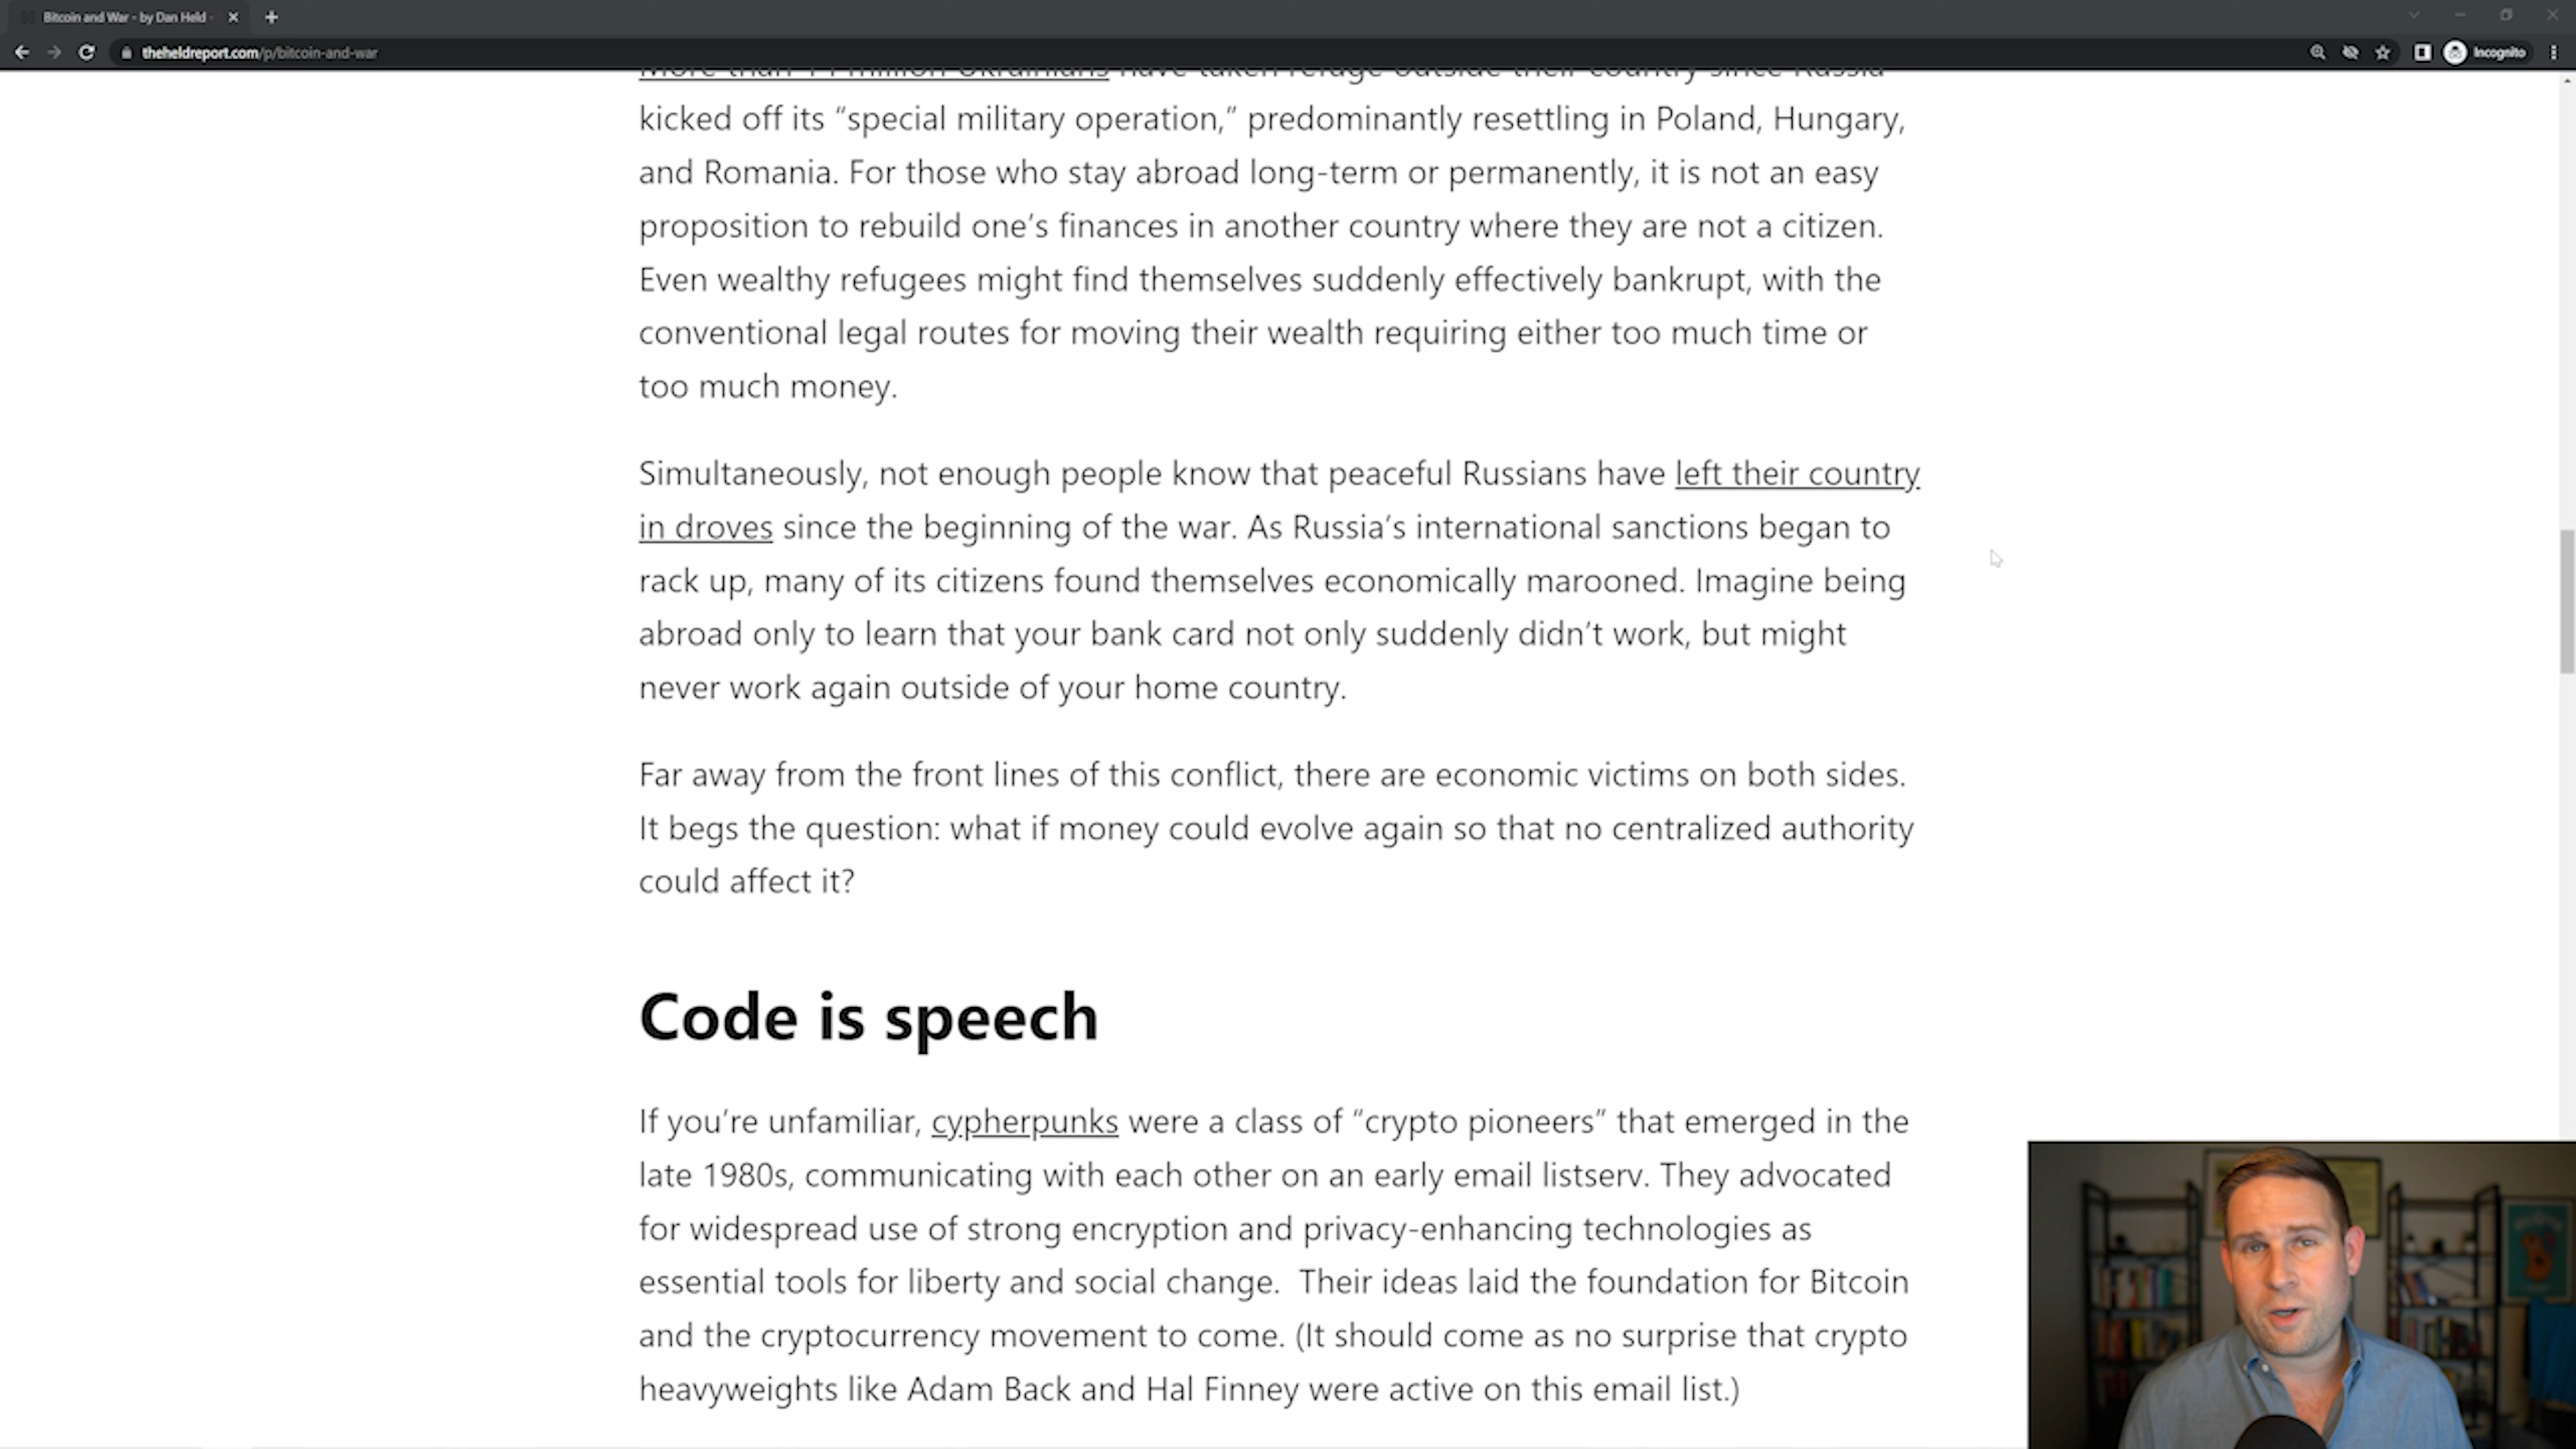 Bitcoin and War - by Dan Held -
theheldreport.com/p/bitcoin-and-war
Incognito
More than 14 million Ukrainians have taken refuge outside their country since Russia
kicked off its “special military operation,” predominantly resettling in Poland, Hungary,
and Romania. For those who stay abroad long-term or permanently, it is not an easy
proposition to rebuild one’s finances in another country where they are not a citizen.
Even wealthy refugees might find themselves suddenly effectively bankrupt, with the
conventional legal routes for moving their wealth requiring either too much time or
too much money.
Simultaneously, not enough people know that peaceful Russians have left their country
in droves since the beginning of the war. As Russia’s international sanctions began to
rack up, many of its citizens found themselves economically marooned. Imagine being
abroad only to learn that your bank card not only suddenly didn’t work, but might
never work again outside of your home country.
Far away from the front lines of this conflict, there are economic victims on both sides.
It begs the question: what if money could evolve again so that no centralized authority
could affect it?
Code is speech
If you’re unfamiliar, cypherpunks were a class of “crypto pioneers” that emerged in the
late 1980s, communicating with each other on an early email listserv. They advocated
for widespread use of strong encryption and privacy-enhancing technologies as
essential tools for liberty and social change.  Their ideas laid the foundation for Bitcoin
and the cryptocurrency movement to come. (It should come as no surprise that crypto
heavyweights like Adam Back and Hal Finney were active on this email list.)